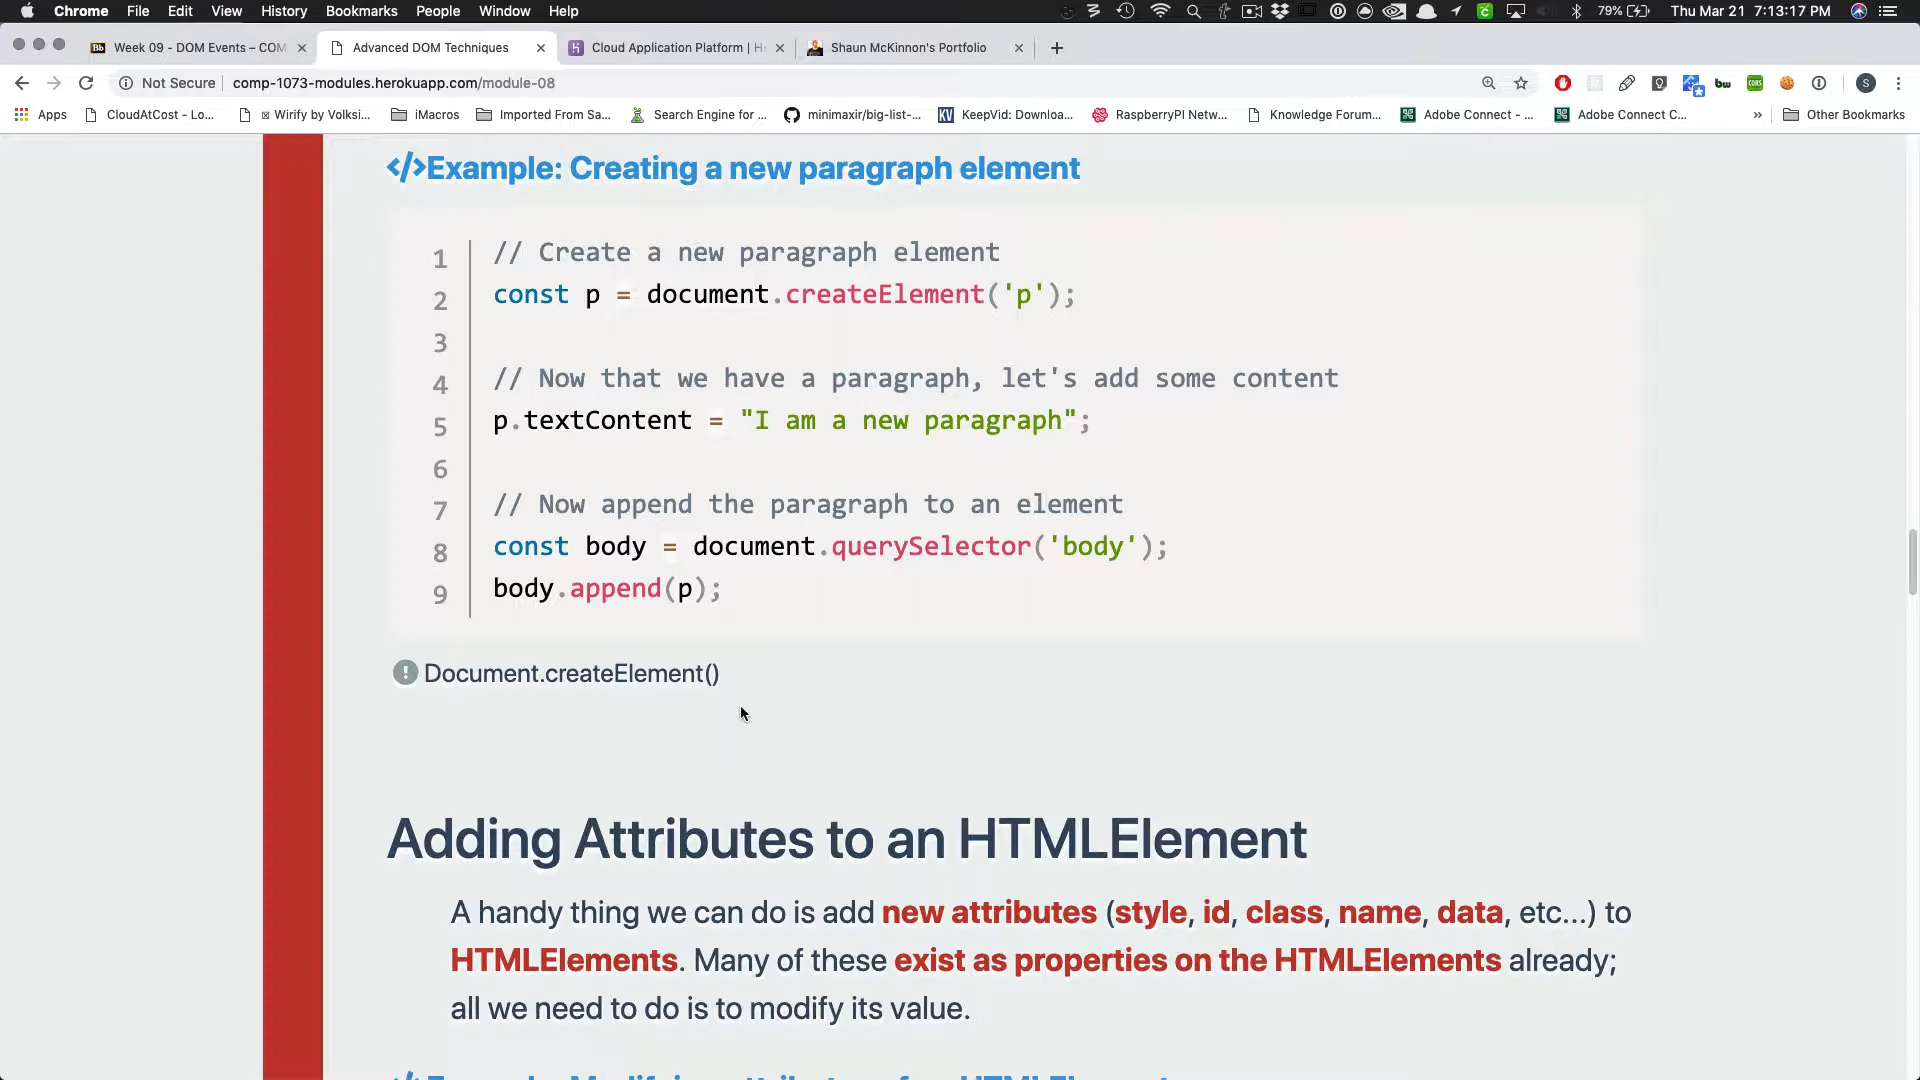 Chrome File Edit View History Bookmarks People Window Help 79% Thu Mar 21 7:13:17 PM
Bb Week 09 - DOM Events – COM Advanced DOM Techniques Cloud Application Platform | H Shaun McKinnon's Portfolio
Not Secure comp-1073-modules.herokuapp.com/module-08
Apps CloudAtCost - Lo... Wirify by Volksi... iMacros Imported From Sa... Search Engine for ... minimaxir/big-list-... KV KeepVid: Downloa... RaspberryPI Netw... Knowledge Forum... Adobe Connect - ... Adobe Connect C... » Other Bookmarks
</>Example: Creating a new paragraph element
1 // Create a new paragraph element
2 const p = document.createElement('p');
3
4 // Now that we have a paragraph, let's add some content
5 p.textContent = "I am a new paragraph";
6
7 // Now append the paragraph to an element
8 const body = document.querySelector('body');
9 body.append(p);
Document.createElement()
Adding Attributes to an HTMLElement
A handy thing we can do is add new attributes (style, id, class, name, data, etc...) to
HTMLElements. Many of these exist as properties on the HTMLElements already;
all we need to do is to modify its value.